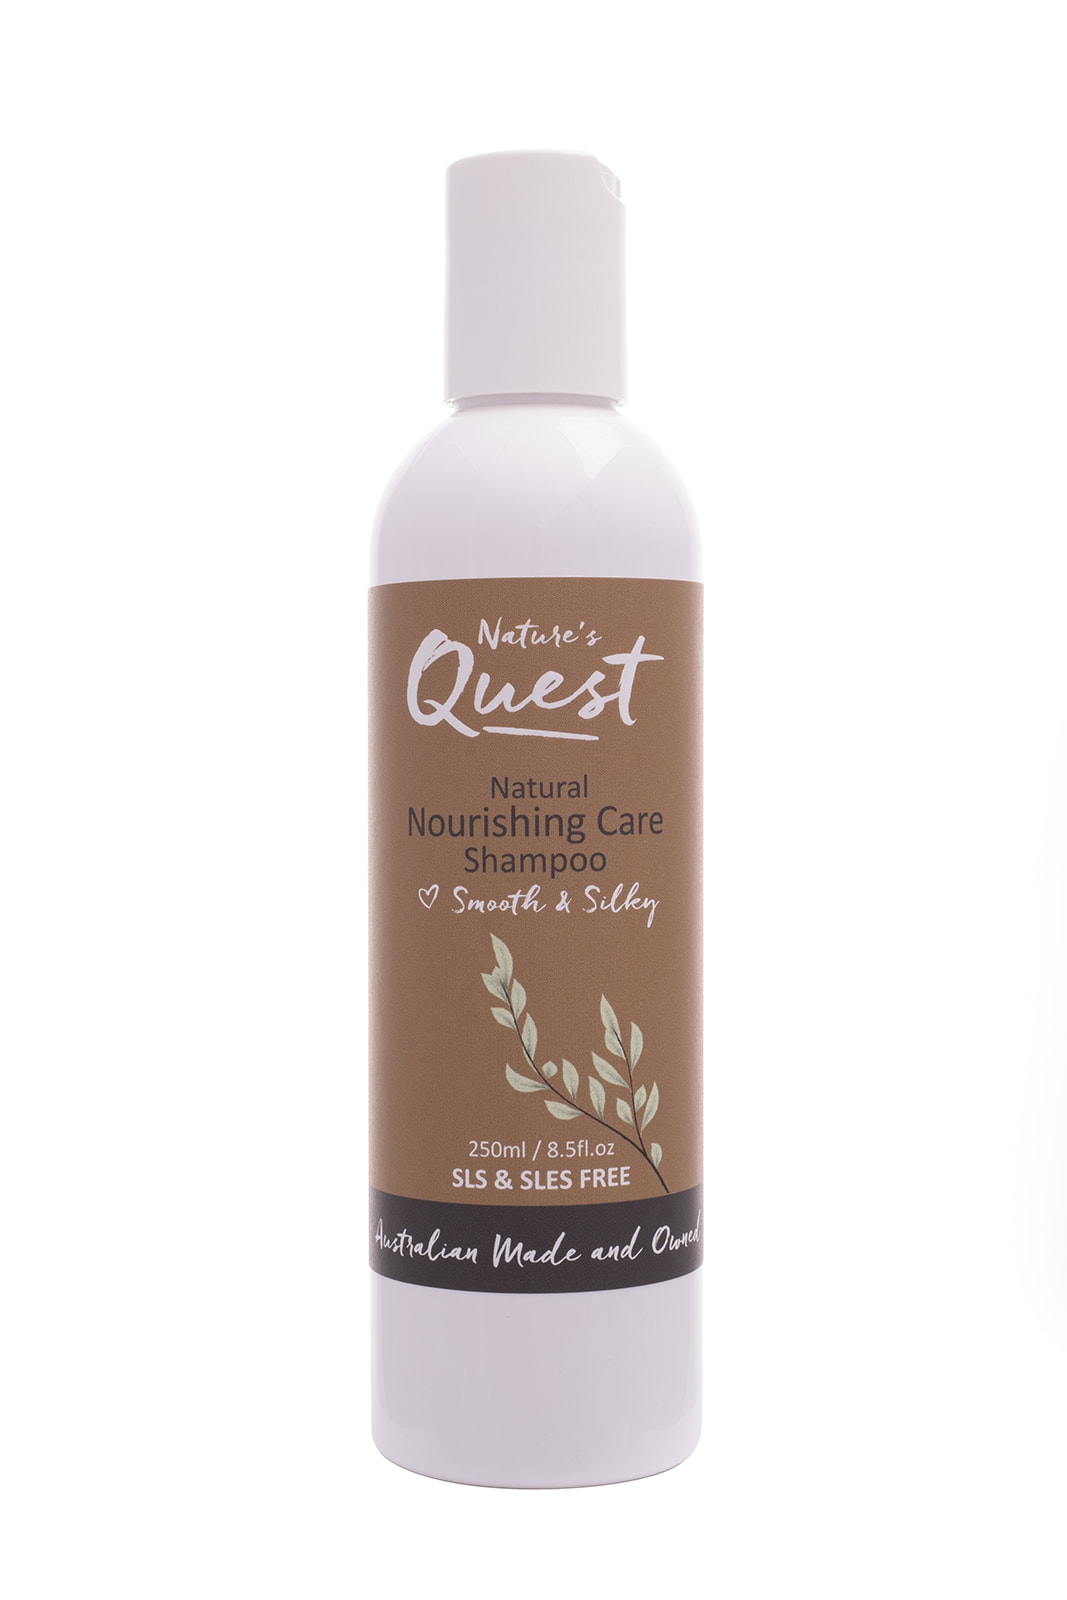 Nature's
Quest
Natural
Nourishing Care
Shampoo
♡ Smooth & Silky
250ml / 8.5fl.oz
SLS & SLES FREE
Australian Made and Owned